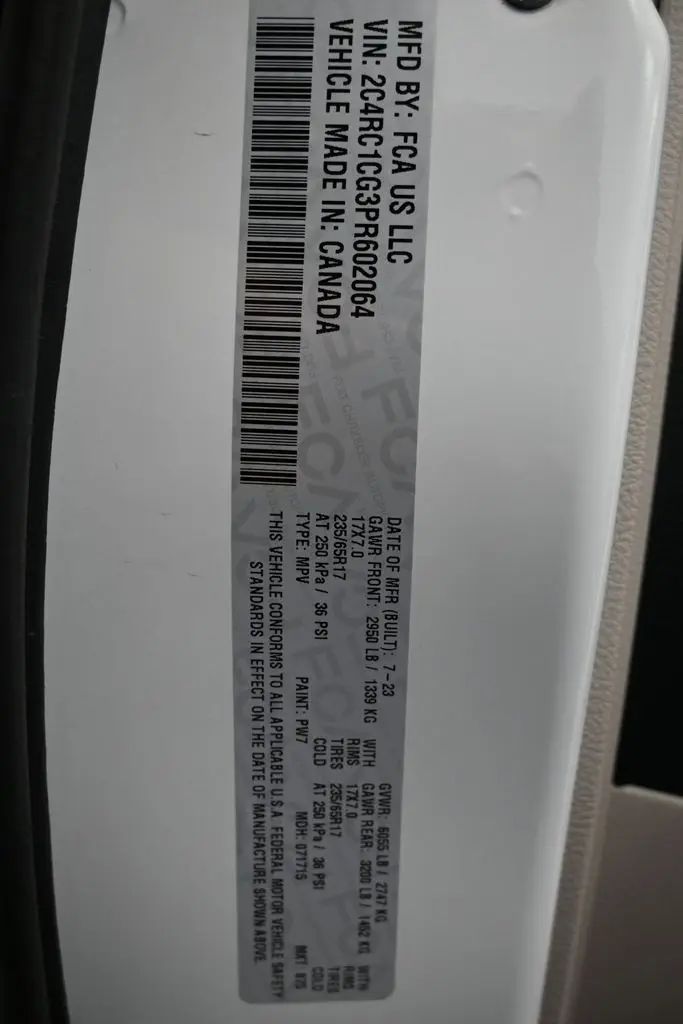 MFD BY: FCA US LLC
VIN: 2C4RC1CG3PR602064
VEHICLE MADE IN: CANADA
DATE OF MFR (BUILT): 7-23 GVWR: 6055 LB / 2747 KG
GAWR FRONT: 2950 LB / 1339 KG WITH GAWR REAR: 3200 LB / 1452 KG WITH
17X7.0 RIMS 17X7.0 RIMS
235/65R17 TIRES 235/65R17 TIRES
AT 250 kPa / 36 PSI COLD AT 250 kPa / 36 PSI COLD
TYPE: MPV PAINT: PW7 MDH: 071715 MKT
THIS VEHICLE CONFORMS TO ALL APPLICABLE U.S.A. FEDERAL MOTOR VEHICLE SAFETY
STANDARDS IN EFFECT ON THE DATE OF MANUFACTURE SHOWN ABOVE.